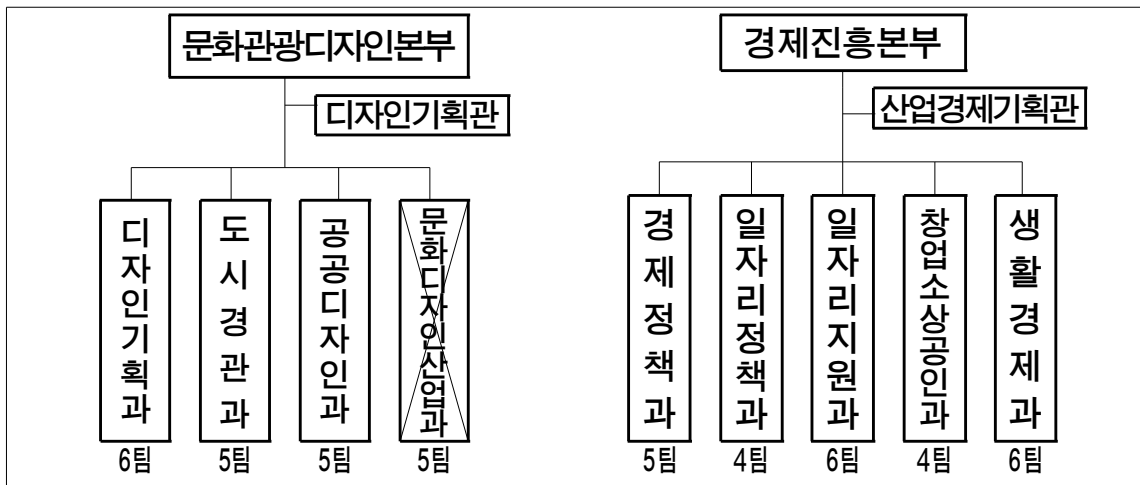 문화관광디자인본부
디자인기획관
디자인기획과
도시경관과
공공디자인과
문화디자인산업과
6팀
5팀
5팀
5팀
경제진흥본부
산업경제기획관
경제정책과
일자리정책과
일자리지원과
창업소상공인과
생활경제과
5팀
4팀
6팀
4팀
6팀